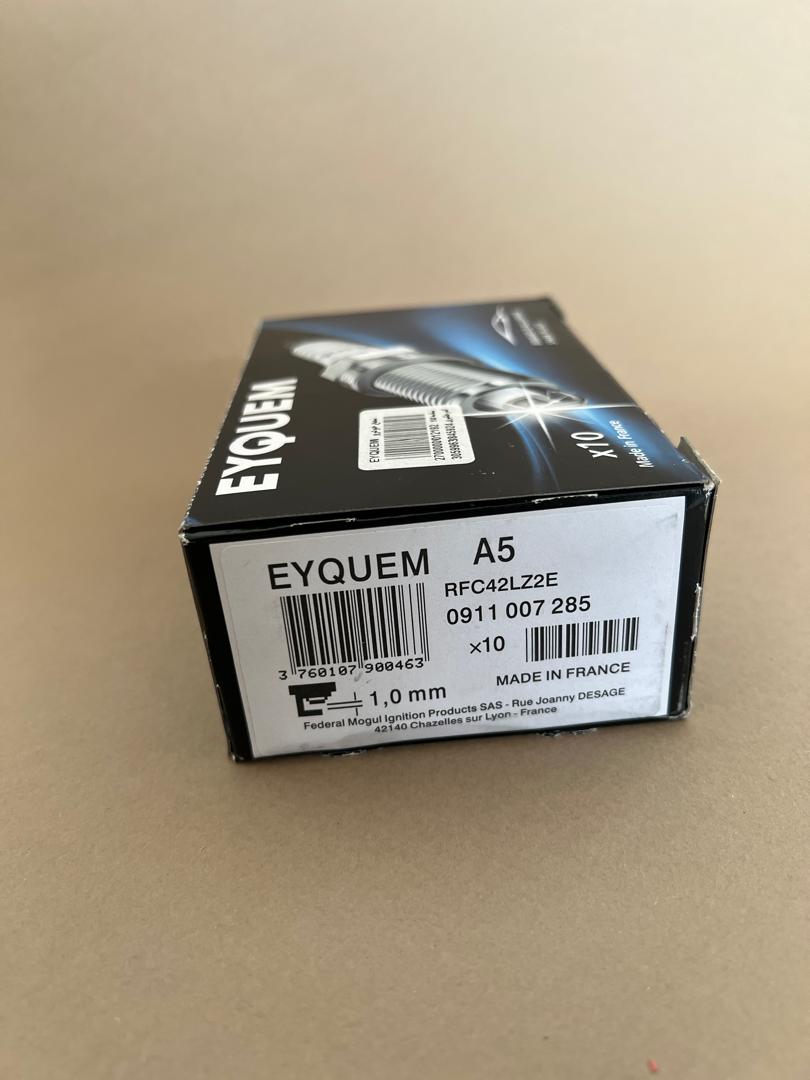 EYQUEM
x10
Made in France
EYQUEM
EYQUEM A5
RFC42LZ2E
0911 007 285
x10
3 760107 900463
MADE IN FRANCE
1,0 mm
Federal Mogul Ignition Products SAS - Rue Joanny DESAGE
42140 Chazelles sur Lyon - France